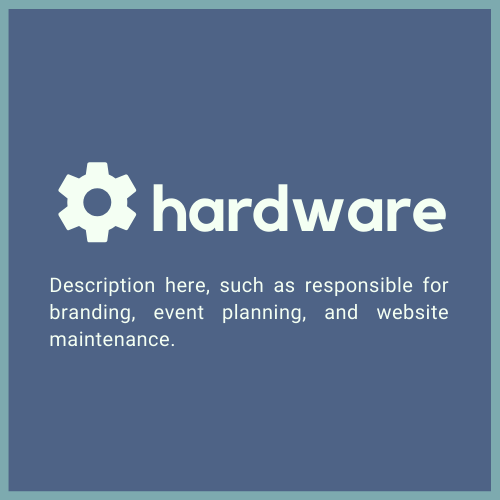 hardware
Description here, such as responsible for
branding, event planning, and website
maintenance.